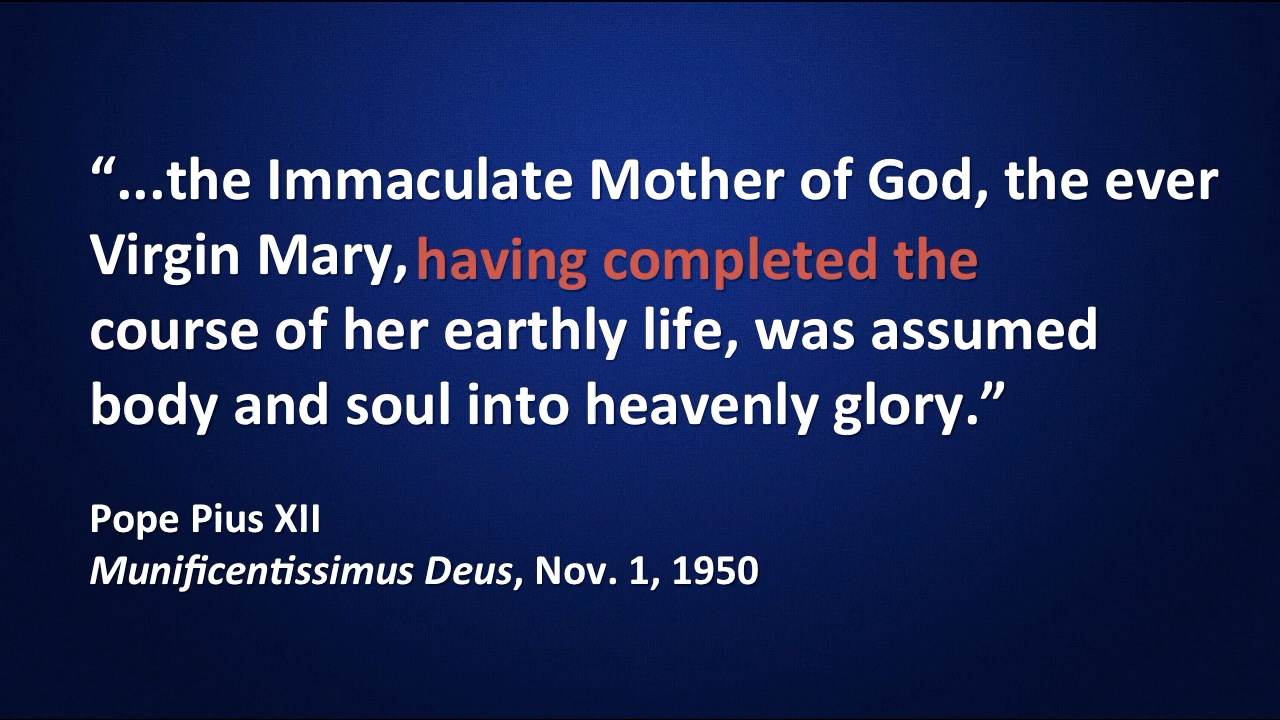 “...the Immaculate Mother of God, the ever
Virgin Mary, having completed the
course of her earthly life, was assumed
body and soul into heavenly glory.”
Pope Pius XII
Munificentissimus Deus, Nov. 1, 1950